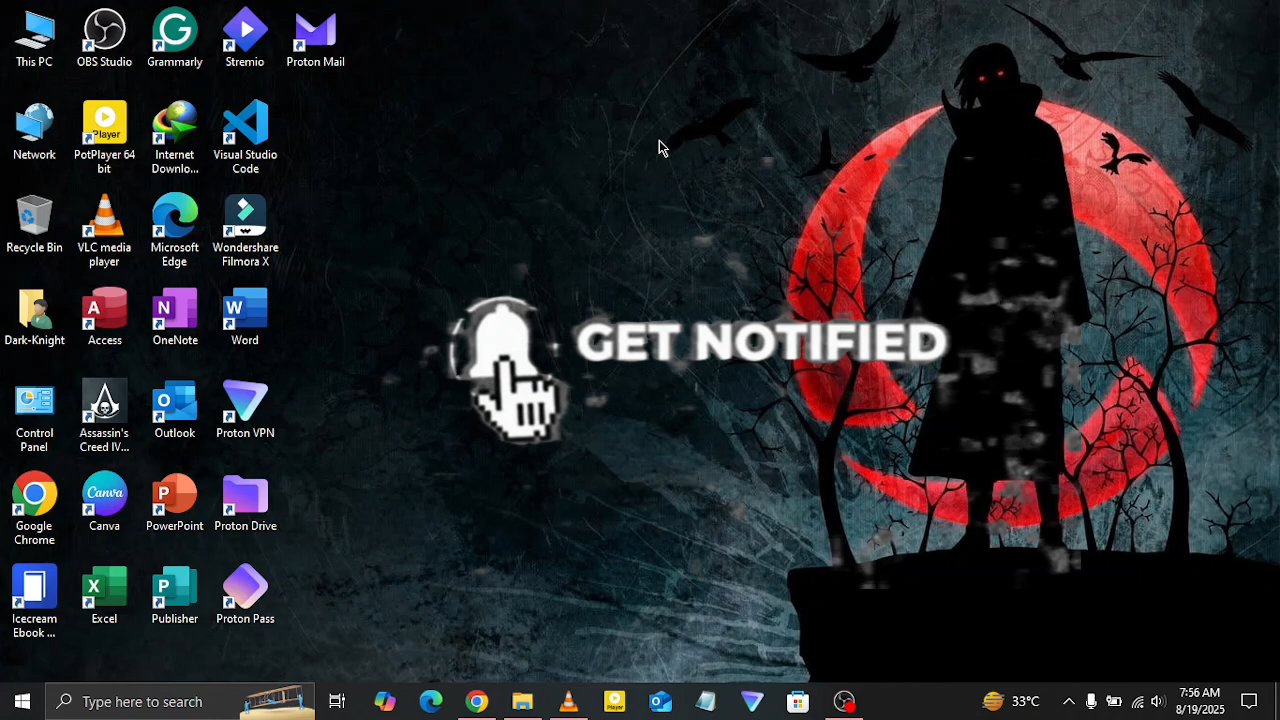 This PC
OBS Studio
Grammarly
Stremio
Proton Mail
Network
PotPlayer 64 bit
Internet Downlo...
Visual Studio Code
Player
Recycle Bin
VLC media player
Microsoft Edge
Wondershare Filmora X
Dark-Knight
Access
OneNote
Word
GET NOTIFIED
Control Panel
Assassin's Creed IV...
Outlook
Proton VPN
Google Chrome
Canva
Canva
PowerPoint
Proton Drive
Icecream Ebook ...
Excel
Publisher
Proton Pass
Type here to search
Player
33°C
7:56 AM
8/19/2025